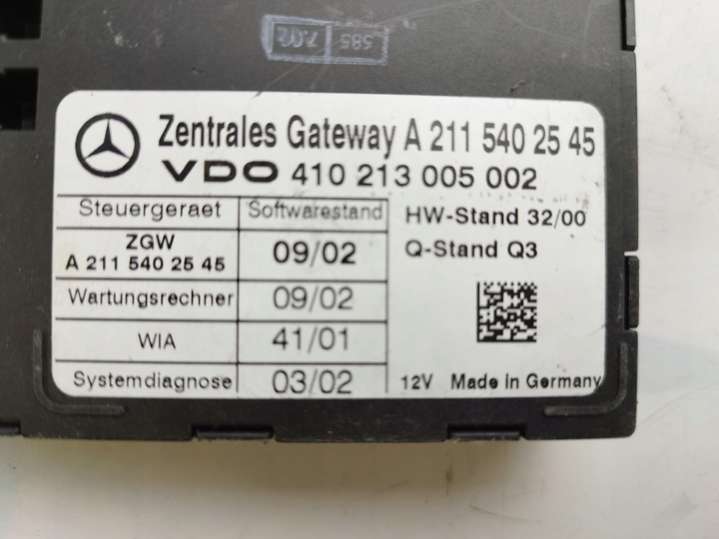 Zentrales Gateway A 211 540 25 45
VDO 410 213 005 002
Steuergeraet Softwarestand HW-Stand 32/00
ZGW
A 211 540 25 45 09/02 Q-Stand Q3
Wartungsrechner 09/02
WIA 41/01
Systemdiagnose 03/02 12V Made In Germany